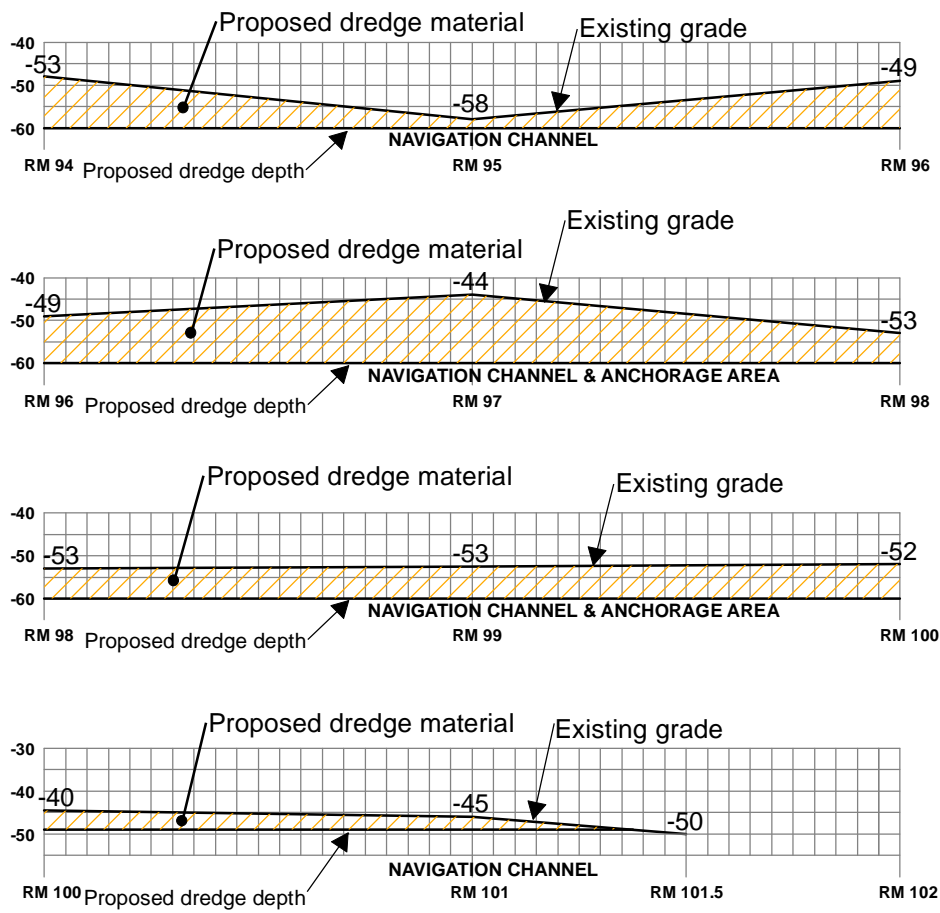 Proposed dredge material
Existing grade
-40
-53
-49
-50
-58
-60
NAVIGATION CHANNEL
RM 94
Proposed dredge depth
RM 95
RM 96
Existing grade
Proposed dredge material
-40
-44
-49
-50
-53
-60
NAVIGATION CHANNEL & ANCHORAGE AREA
RM 96
Proposed dredge depth
RM 97
RM 98
Proposed dredge material
Existing grade
-40
-53
-53
-52
-50
-60
NAVIGATION CHANNEL & ANCHORAGE AREA
RM 98
Proposed dredge depth
RM 99
RM 100
Proposed dredge material
Existing grade
-30
-40
-40
-45
-50
-50
NAVIGATION CHANNEL
RM 100
Proposed dredge depth
RM 101
RM 101.5
RM 102